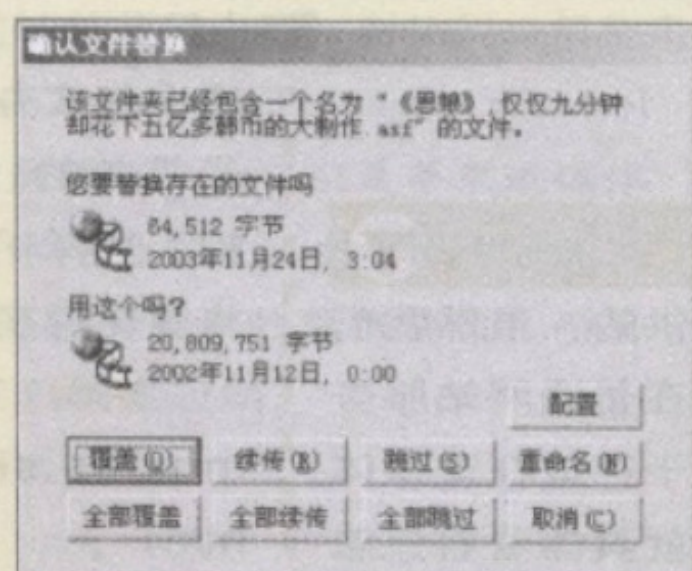 确认文件替换
该文件夹已经包含一个名为 "《恩赐》,仅仅九分钟
却花下五亿多韩币的大制作.asf" 的文件。
您要替换存在的文件吗
64,512 字节
2003年11月24日, 3:04
用这个吗?
20,809,751 字节
2002年11月12日, 0:00
配置
覆盖(O) 续传(R) 跳过(S) 重命名(N)
全部覆盖 全部续传 全部跳过 取消(C)